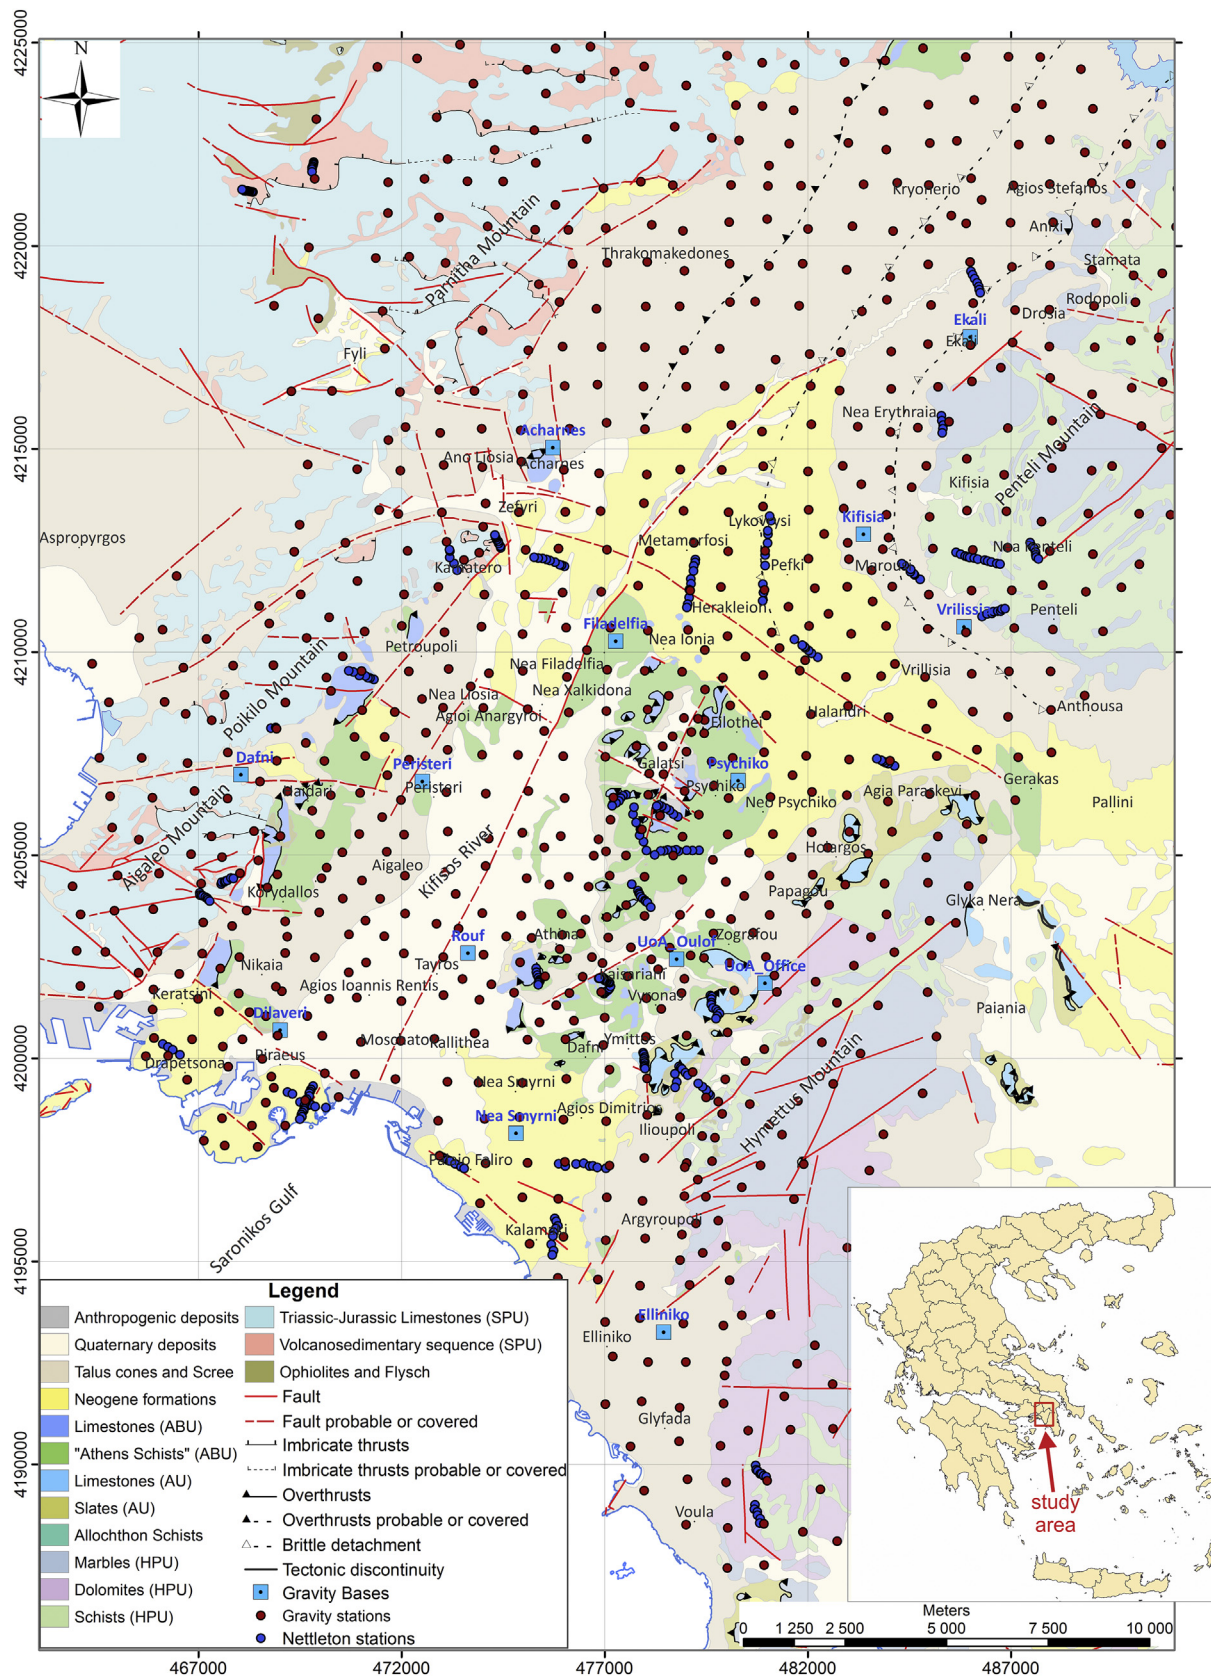 4225000
N
Kryonerio
Agios Stefanos
Parnitha Mountain
Anixi
4220000
Thrakomakedones
Stamata
Rodopoli
Drosia
Ekali
Ekali
Fyli
Nea Erythraia
Acharnes
4215000
Ano Liosia
Acharnes
Penteli Mountain
Kifisia
Zefyri
Lykovrysi
Kifisia
Aspropyrgos
Metamorfosi
Nea Penteli
Kamatero
Pefki
Marousi
Herakleion
Vrilissia
Penteli
Filadelfia
4210000
Petroupoli
Nea Ionia
Nea Filadelfia
Vrillisia
Poikilo Mountain
Nea Liosia
Nea Xalkidona
Agioi Anargyroi
Halandri
Anthousa
Filothei
Dafni
Peristeri
Galatsi
Psychiko
Haidari
Peristeri
Psychiko
Neo Psychiko
Agia Paraskevi
Gerakas
Pallini
Aigaleo Mountain
4205000
Aigaleo
Kifisos River
Holargos
Korydallos
Papagou
Glyka Nera
Rouf
Athina
UoA_Oulof
Zografou
Nikaia
Tayros
Kaisariani
UoA_Office
Keratsini
Agios Ioannis Rentis
Vyronas
Paiania
Dilaveri
4200000
Drapetsona
Piraeus
Moschato
Kallithea
Dafni
Ymittos
Hymettus Mountain
Nea Smyrni
Agios Dimitrios
Nea Smyrni
Ilioupoli
Palaio Faliro
Saronikos Gulf
Kalamaki
Argyroupoli
4195000
Elliniko
Elliniko
Glyfada
4190000
Voula
Legend
Anthropogenic deposits
Quaternary deposits
Talus cones and Scree
Neogene formations
Limestones (ABU)
"Athens Schists" (ABU)
Limestones (AU)
Slates (AU)
Allochthon Schists
Marbles (HPU)
Dolomites (HPU)
Schists (HPU)
Triassic-Jurassic Limestones (SPU)
Volcanosedimentary sequence (SPU)
Ophiolites and Flysch
Fault
Fault probable or covered
Imbricate thrusts
Imbricate thrusts probable or covered
Overthrusts
Overthrusts probable or covered
Brittle detachment
Tectonic discontinuity
Gravity Bases
Gravity stations
Nettleton stations
study
area
Meters
0 1 250 2 500 5 000 7 500 10 000
467000 472000 477000 482000 487000